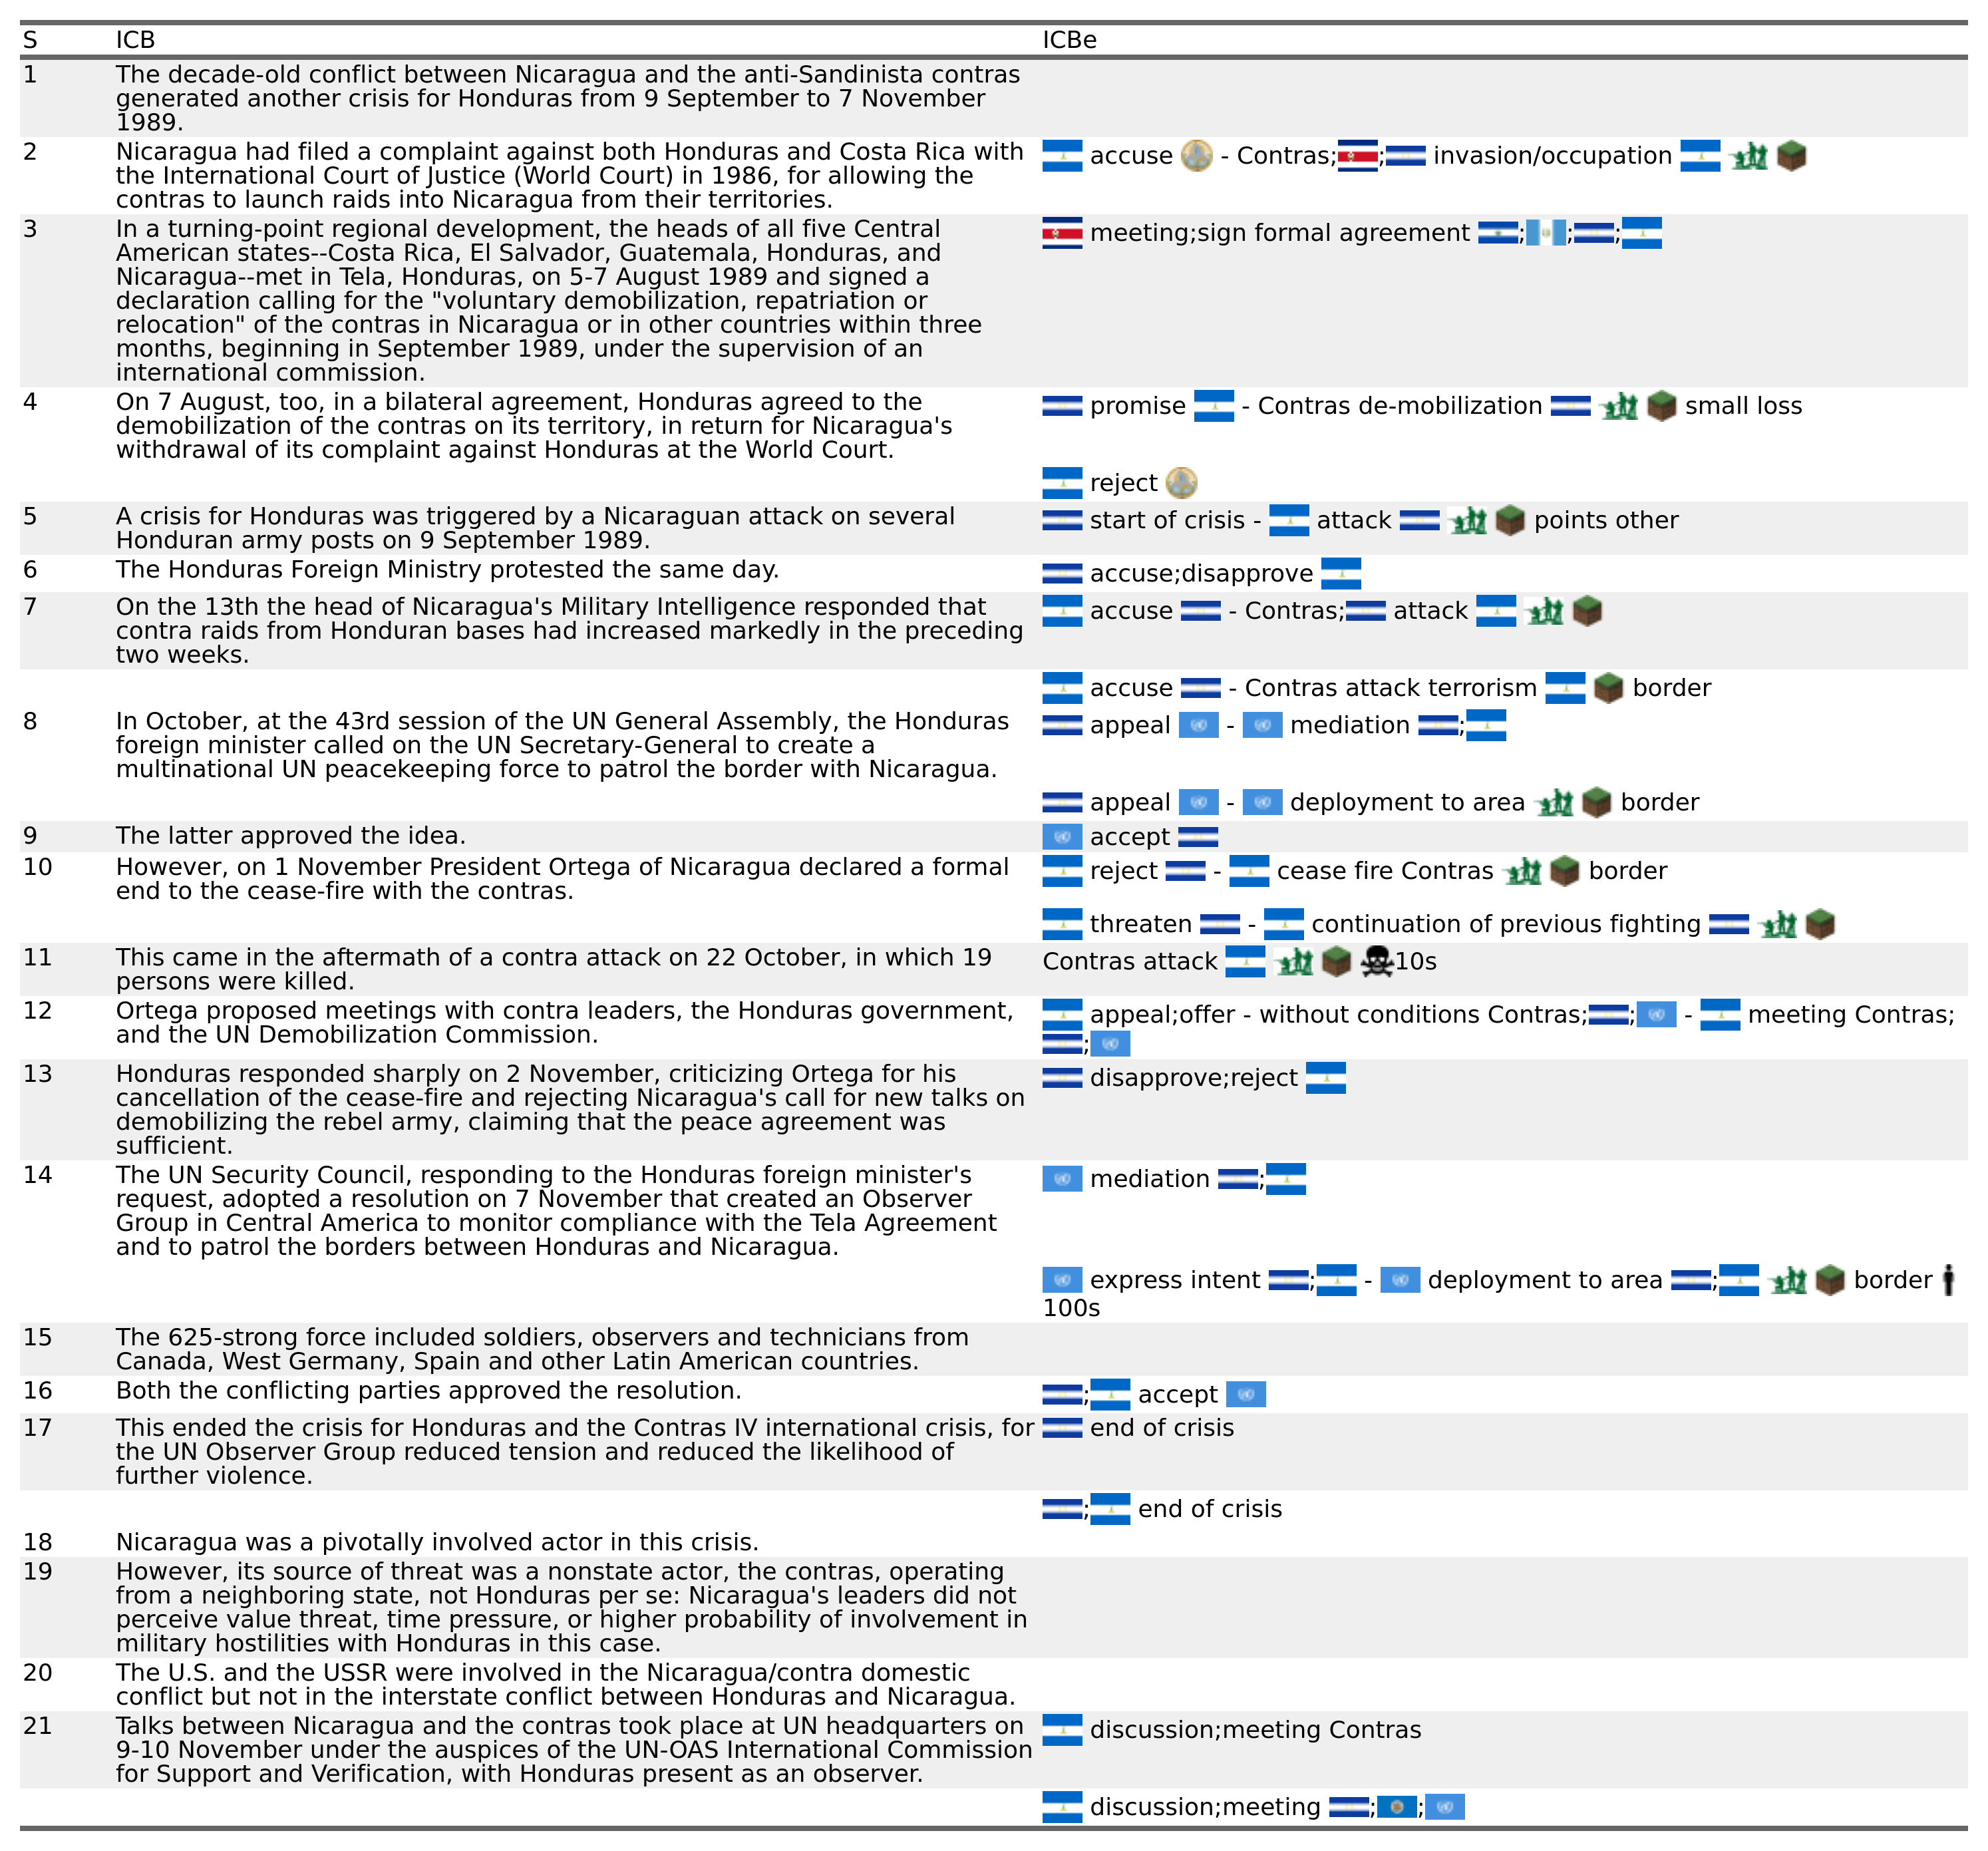 S ICB ICBe
1 The decade-old conflict between Nicaragua and the anti-Sandinista contras
generated another crisis for Honduras from 9 September to 7 November
1989.
2 Nicaragua had filed a complaint against both Honduras and Costa Rica with
the International Court of Justice (World Court) in 1986, for allowing the
contras to launch raids into Nicaragua from their territories.
accuse - Contras; ; invasion/occupation
3 In a turning-point regional development, the heads of all five Central
American states--Costa Rica, El Salvador, Guatemala, Honduras, and
Nicaragua--met in Tela, Honduras, on 5-7 August 1989 and signed a
declaration calling for the "voluntary demobilization, repatriation or
relocation" of the contras in Nicaragua or in other countries within three
months, beginning in September 1989, under the supervision of an
international commission.
meeting;sign formal agreement ; ; ;
4 On 7 August, too, in a bilateral agreement, Honduras agreed to the
demobilization of the contras on its territory, in return for Nicaragua's
withdrawal of its complaint against Honduras at the World Court.
promise - Contras de-mobilization small loss
reject
5 A crisis for Honduras was triggered by a Nicaraguan attack on several
Honduran army posts on 9 September 1989.
start of crisis - attack points other
6 The Honduras Foreign Ministry protested the same day.
accuse;disapprove
7 On the 13th the head of Nicaragua's Military Intelligence responded that
contra raids from Honduran bases had increased markedly in the preceding
two weeks.
accuse - Contras; attack
accuse - Contras attack terrorism border
8 In October, at the 43rd session of the UN General Assembly, the Honduras
foreign minister called on the UN Secretary-General to create a
multinational UN peacekeeping force to patrol the border with Nicaragua.
appeal - mediation ;
appeal - deployment to area border
9 The latter approved the idea.
accept
10 However, on 1 November President Ortega of Nicaragua declared a formal
end to the cease-fire with the contras.
reject - cease fire Contras border
threaten - continuation of previous fighting
11 This came in the aftermath of a contra attack on 22 October, in which 19
persons were killed.
Contras attack 10s
12 Ortega proposed meetings with contra leaders, the Honduras government,
and the UN Demobilization Commission.
appeal;offer - without conditions Contras; ; - meeting Contras;
;
13 Honduras responded sharply on 2 November, criticizing Ortega for his
cancellation of the cease-fire and rejecting Nicaragua's call for new talks on
demobilizing the rebel army, claiming that the peace agreement was
sufficient.
disapprove;reject
14 The UN Security Council, responding to the Honduras foreign minister's
request, adopted a resolution on 7 November that created an Observer
Group in Central America to monitor compliance with the Tela Agreement
and to patrol the borders between Honduras and Nicaragua.
mediation ;
express intent ; - deployment to area ; border
100s
15 The 625-strong force included soldiers, observers and technicians from
Canada, West Germany, Spain and other Latin American countries.
16 Both the conflicting parties approved the resolution.
; accept
17 This ended the crisis for Honduras and the Contras IV international crisis, for
the UN Observer Group reduced tension and reduced the likelihood of
further violence.
end of crisis
; end of crisis
18 Nicaragua was a pivotally involved actor in this crisis.
19 However, its source of threat was a nonstate actor, the contras, operating
from a neighboring state, not Honduras per se: Nicaragua's leaders did not
perceive value threat, time pressure, or higher probability of involvement in
military hostilities with Honduras in this case.
20 The U.S. and the USSR were involved in the Nicaragua/contra domestic
conflict but not in the interstate conflict between Honduras and Nicaragua.
21 Talks between Nicaragua and the contras took place at UN headquarters on
9-10 November under the auspices of the UN-OAS International Commission
for Support and Verification, with Honduras present as an observer.
discussion;meeting Contras
discussion;meeting ; ;